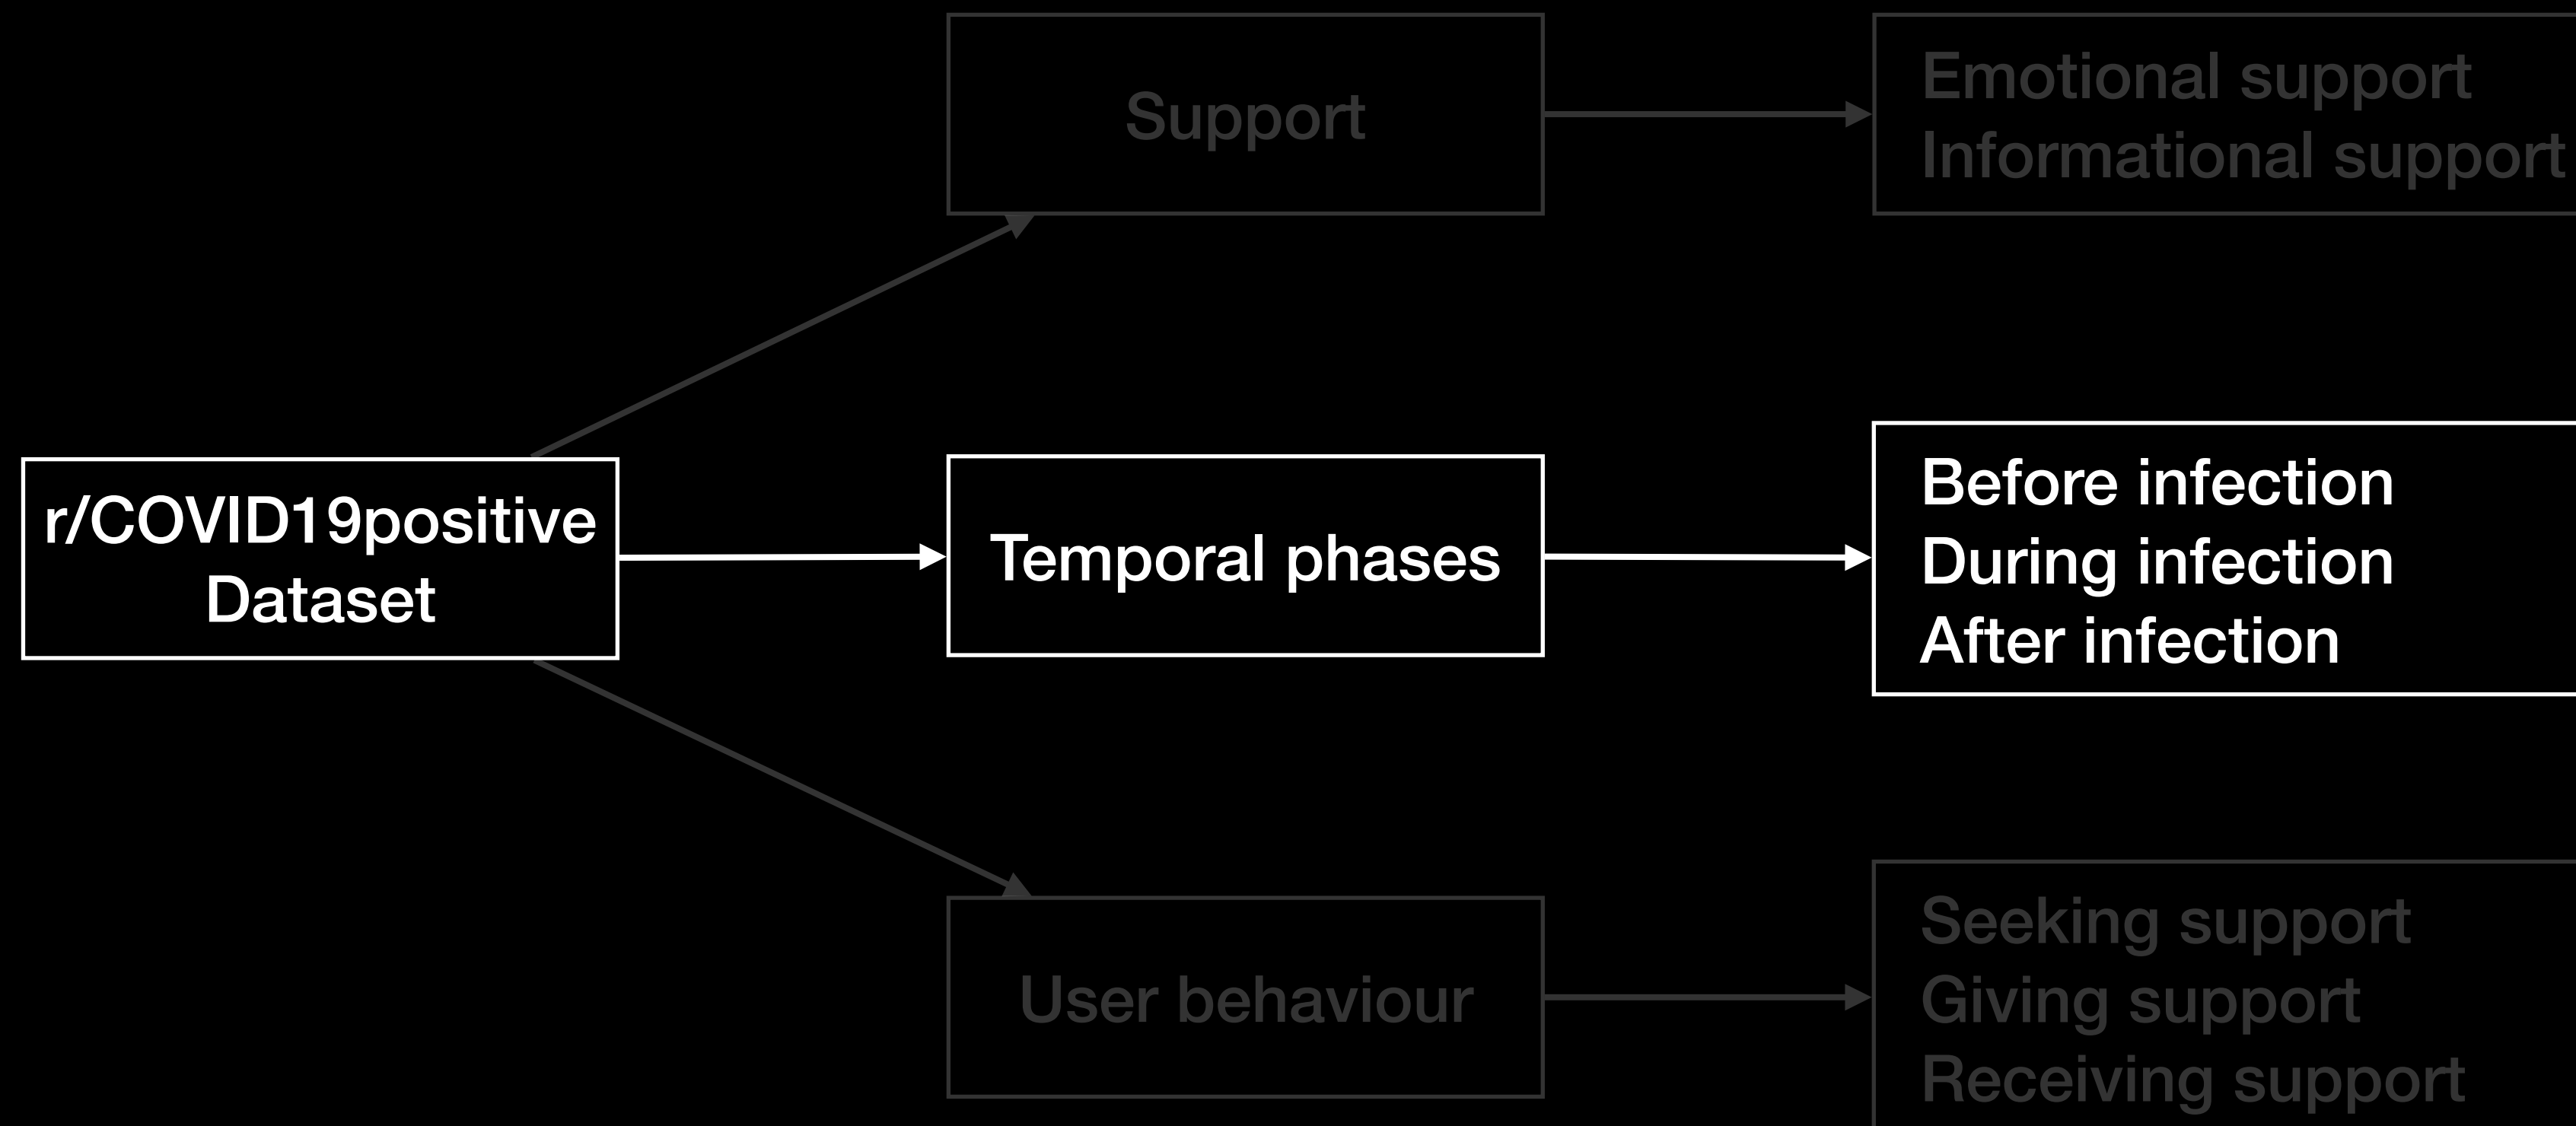 Support
Emotional support
Informational support
r/COVID19positive
Dataset
Temporal phases
Before infection
During infection
After infection
User behaviour
Seeking support
Giving support
Receiving support